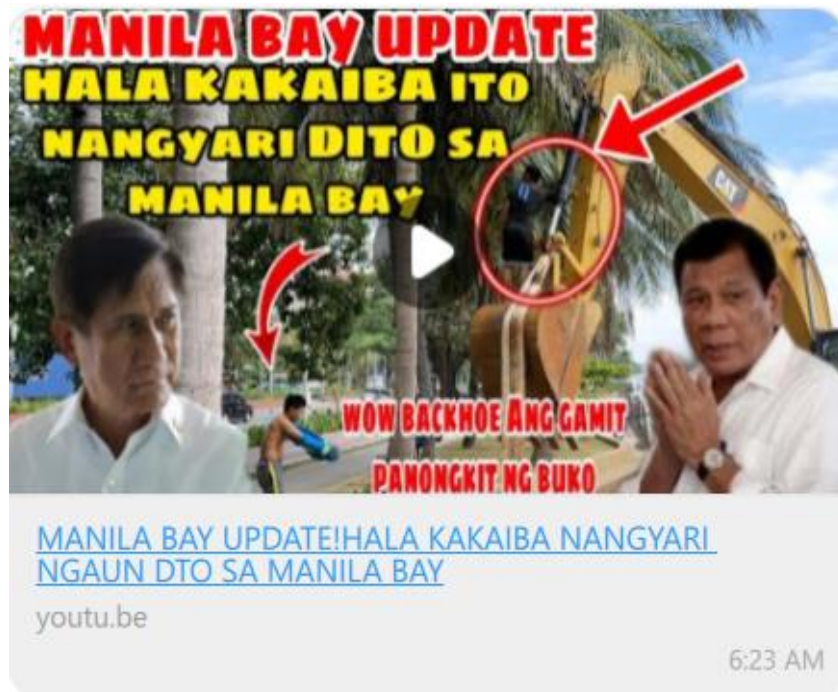 MANILA BAY UPDATE
HALA KAKAIBA ITO
NANGYARI DITO SA
MANILA BAY
CAT
WOW BACKHOE ANG GAMIT
PANONGKIT NG BUKO
MANILA BAY UPDATE!HALA KAKAIBA NANGYARI
NGAUN DTO SA MANILA BAY
youtu.be
6:23 AM